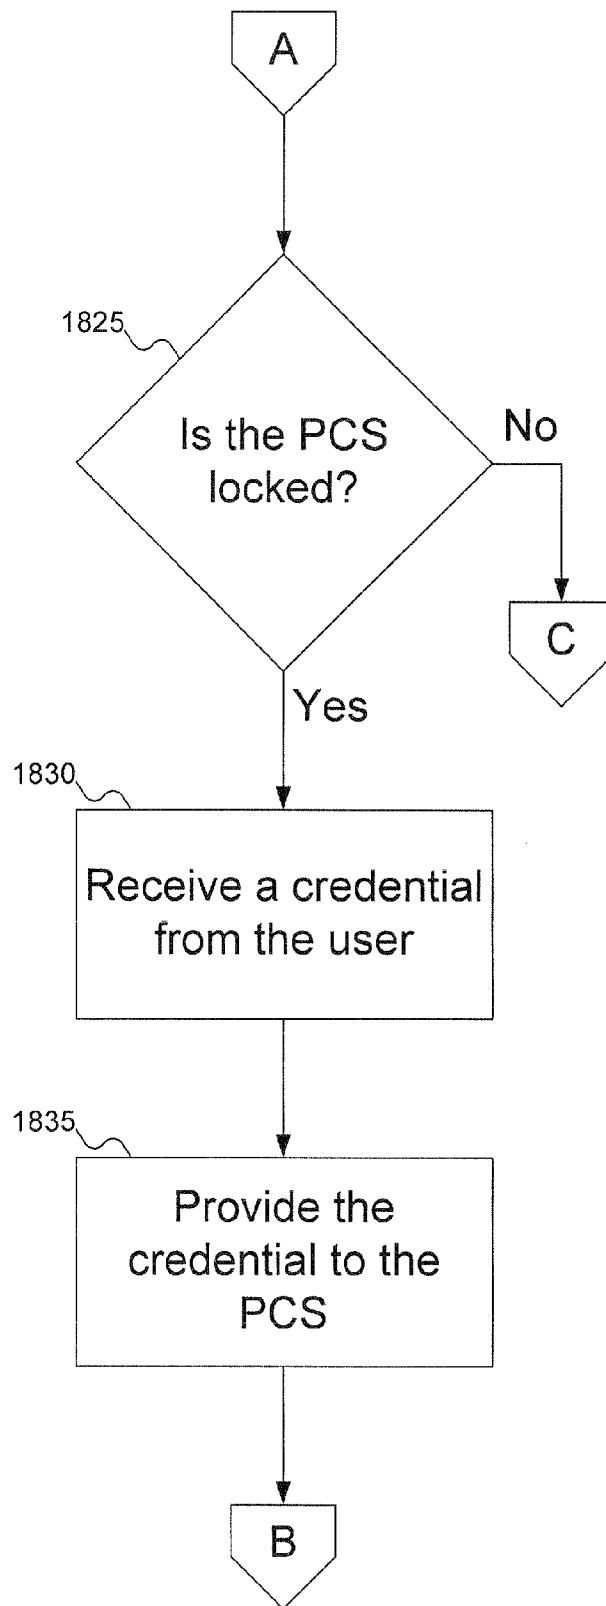 A
1825
Is the PCS
locked?
No
C
Yes
1830
Receive a credential
from the user
1835
Provide the
credential to the
PCS
B